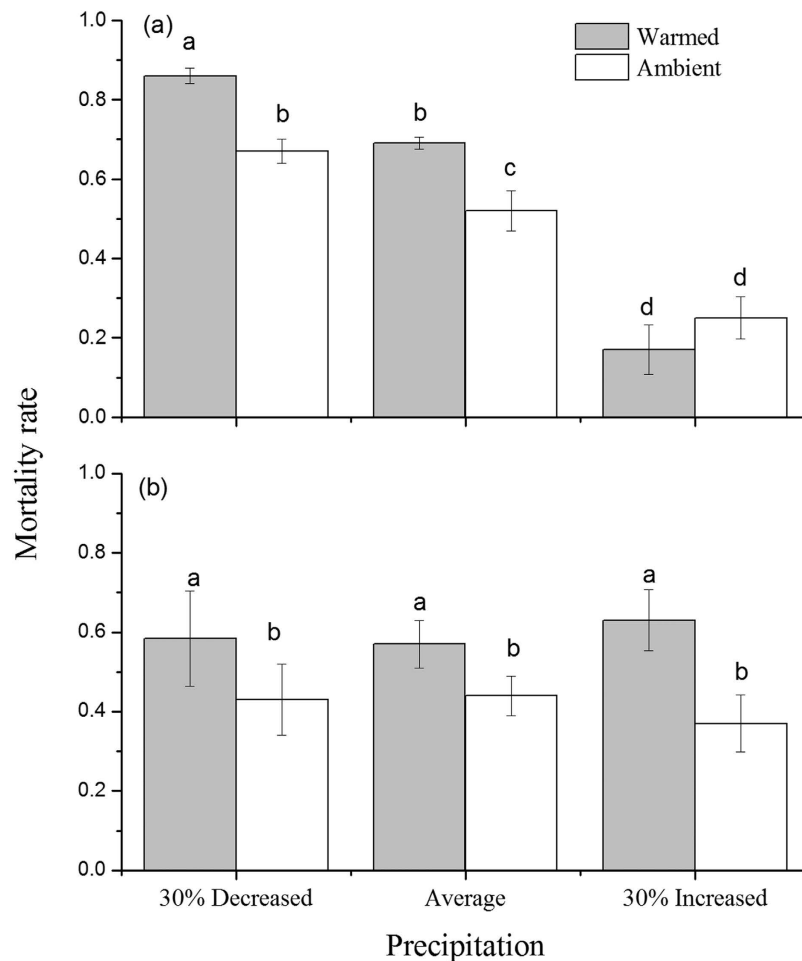 (a)
Warmed
Ambient
a
b
b
c
d
d
1.0
0.8
0.6
0.4
0.2
0.0
Mortality rate
(b)
a
b
a
b
a
b
1.0
0.8
0.6
0.4
0.2
0.0
30% Decreased
Average
30% Increased
Precipitation